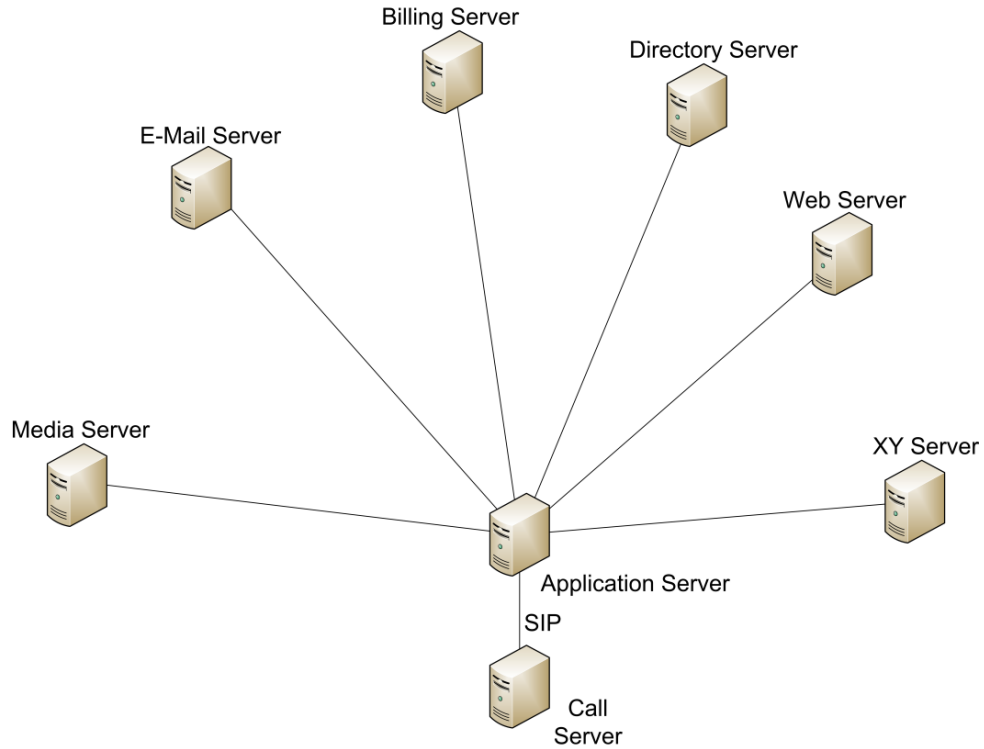 Billing Server
Directory Server
E-Mail Server
Web Server
Media Server
XY Server
Application Server
SIP
Call
Server